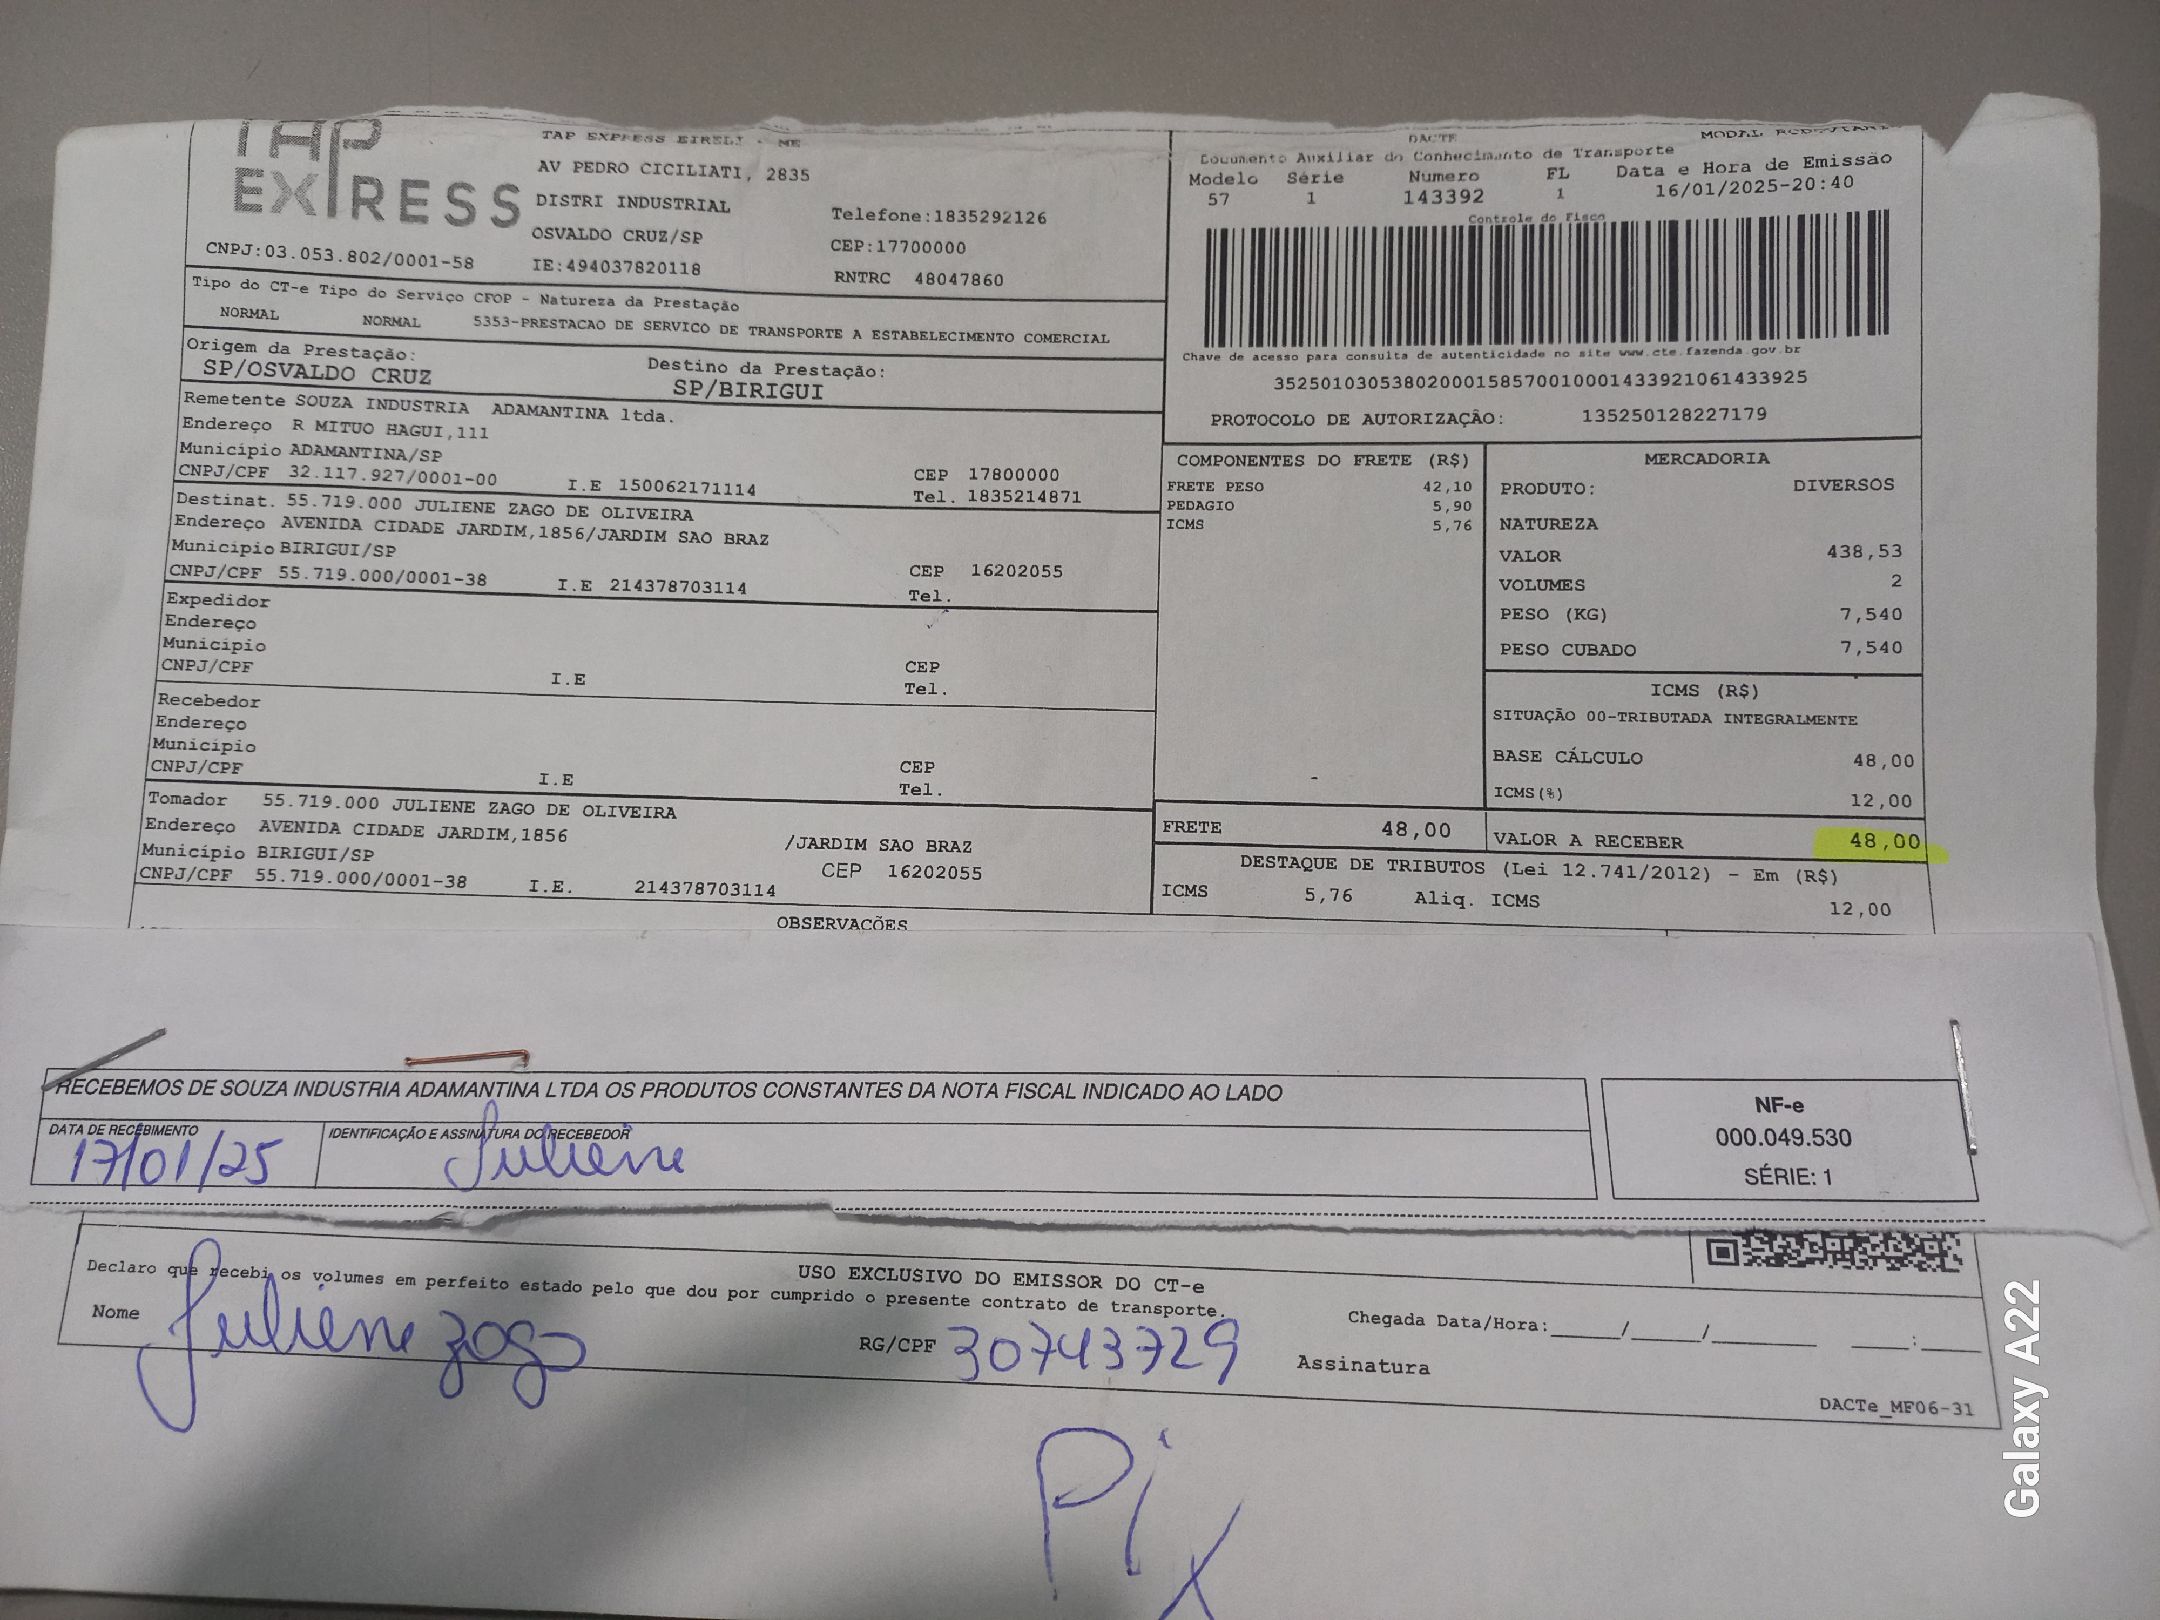 TAP
EXPRESS
CNPJ:03.053.802/0001-58
TAP EXPRESS EIRELI - ME
AV PEDRO CICILIATI, 2835
DISTRI INDUSTRIAL
OSVALDO CRUZ/SP
IE:494037820118
Telefone:1835292126
CEP:17700000
RNTRC 48047860
DACTE
MODAL RODOVIARI
Documento Auxiliar do Conhecimento de Transporte
Modelo Série Numero FL Data e Hora de Emissão
57 1 143392 1 16/01/2025-20:40
Controle do Fisco
Chave de acesso para consulta de autenticidade no site www.cte.fazenda.gov.br
35250103053802000158570010001433921061433925
PROTOCOLO DE AUTORIZAÇÃO: 135250128227179
Tipo do CT-e Tipo do Serviço CFOP - Natureza da Prestação
NORMAL NORMAL 5353-PRESTACAO DE SERVICO DE TRANSPORTE A ESTABELECIMENTO COMERCIAL
Origem da Prestação: Destino da Prestação:
SP/OSVALDO CRUZ SP/BIRIGUI
Remetente SOUZA INDUSTRIA ADAMANTINA ltda.
Endereço R MITUO HAGUI,111
Município ADAMANTINA/SP CEP 17800000
CNPJ/CPF 32.117.927/0001-00 I.E 150062171114 Tel. 1835214871
Destinat. 55.719.000 JULIENE ZAGO DE OLIVEIRA
Endereço AVENIDA CIDADE JARDIM,1856/JARDIM SAO BRAZ
Município BIRIGUI/SP CEP 16202055
CNPJ/CPF 55.719.000/0001-38 I.E 214378703114 Tel.
Expedidor
Endereço
Município CEP
CNPJ/CPF I.E Tel.
Recebedor
Endereço
Município CEP
CNPJ/CPF I.E Tel.
Tomador 55.719.000 JULIENE ZAGO DE OLIVEIRA
Endereço AVENIDA CIDADE JARDIM,1856 /JARDIM SAO BRAZ
Município BIRIGUI/SP CEP 16202055
CNPJ/CPF 55.719.000/0001-38 I.E. 214378703114
COMPONENTES DO FRETE (R$)
FRETE PESO 42,10
PEDAGIO 5,90
ICMS 5,76
MERCADORIA
PRODUTO: DIVERSOS
NATUREZA
VALOR 438,53
VOLUMES 2
PESO (KG) 7,540
PESO CUBADO 7,540
ICMS (R$)
SITUAÇÃO 00-TRIBUTADA INTEGRALMENTE
BASE CÁLCULO 48,00
ICMS(%) 12,00
FRETE 48,00 VALOR A RECEBER 48,00
DESTAQUE DE TRIBUTOS (Lei 12.741/2012) - Em (R$)
ICMS 5,76 Aliq. ICMS 12,00
OBSERVAÇÕES
RECEBEMOS DE SOUZA INDUSTRIA ADAMANTINA LTDA OS PRODUTOS CONSTANTES DA NOTA FISCAL INDICADO AO LADO
DATA DE RECEBIMENTO IDENTIFICAÇÃO E ASSINATURA DO RECEBEDOR
17/01/25 Juliene
NF-e
000.049.530
SÉRIE: 1
USO EXCLUSIVO DO EMISSOR DO CT-e
Declaro que recebi os volumes em perfeito estado pelo que dou por cumprido o presente contrato de transporte.
Nome Juliene Zago RG/CPF 30743729
Chegada Data/Hora:_____/_____/_______ ____:____
Assinatura
DACTe_MF06-31
Pix
Galaxy A22